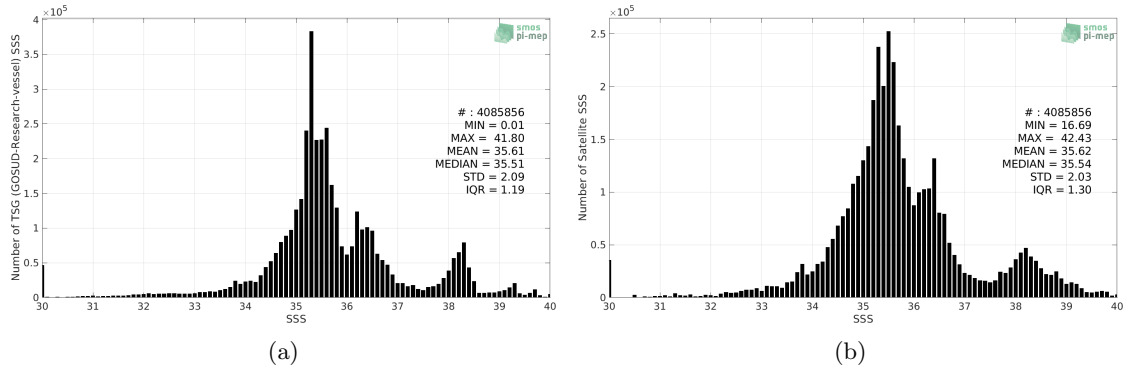 ×10⁵
4
3.5
3
2.5
2
1.5
1
0.5
0
30 31 32 33 34 35 36 37 38 39 40
SSS
Number of TSG (GOSUD-Research-vessel) SSS
smos
pi-mep
# : 4085856
MIN = 0.01
MAX = 41.80
MEAN = 35.61
MEDIAN = 35.51
STD = 2.09
IQR = 1.19
(a)
×10⁵
2.5
2
1.5
1
0.5
0
30 31 32 33 34 35 36 37 38 39 40
SSS
Number of Satellite SSS
smos
pi-mep
# : 4085856
MIN = 16.69
MAX = 42.43
MEAN = 35.62
MEDIAN = 35.54
STD = 2.03
IQR = 1.30
(b)